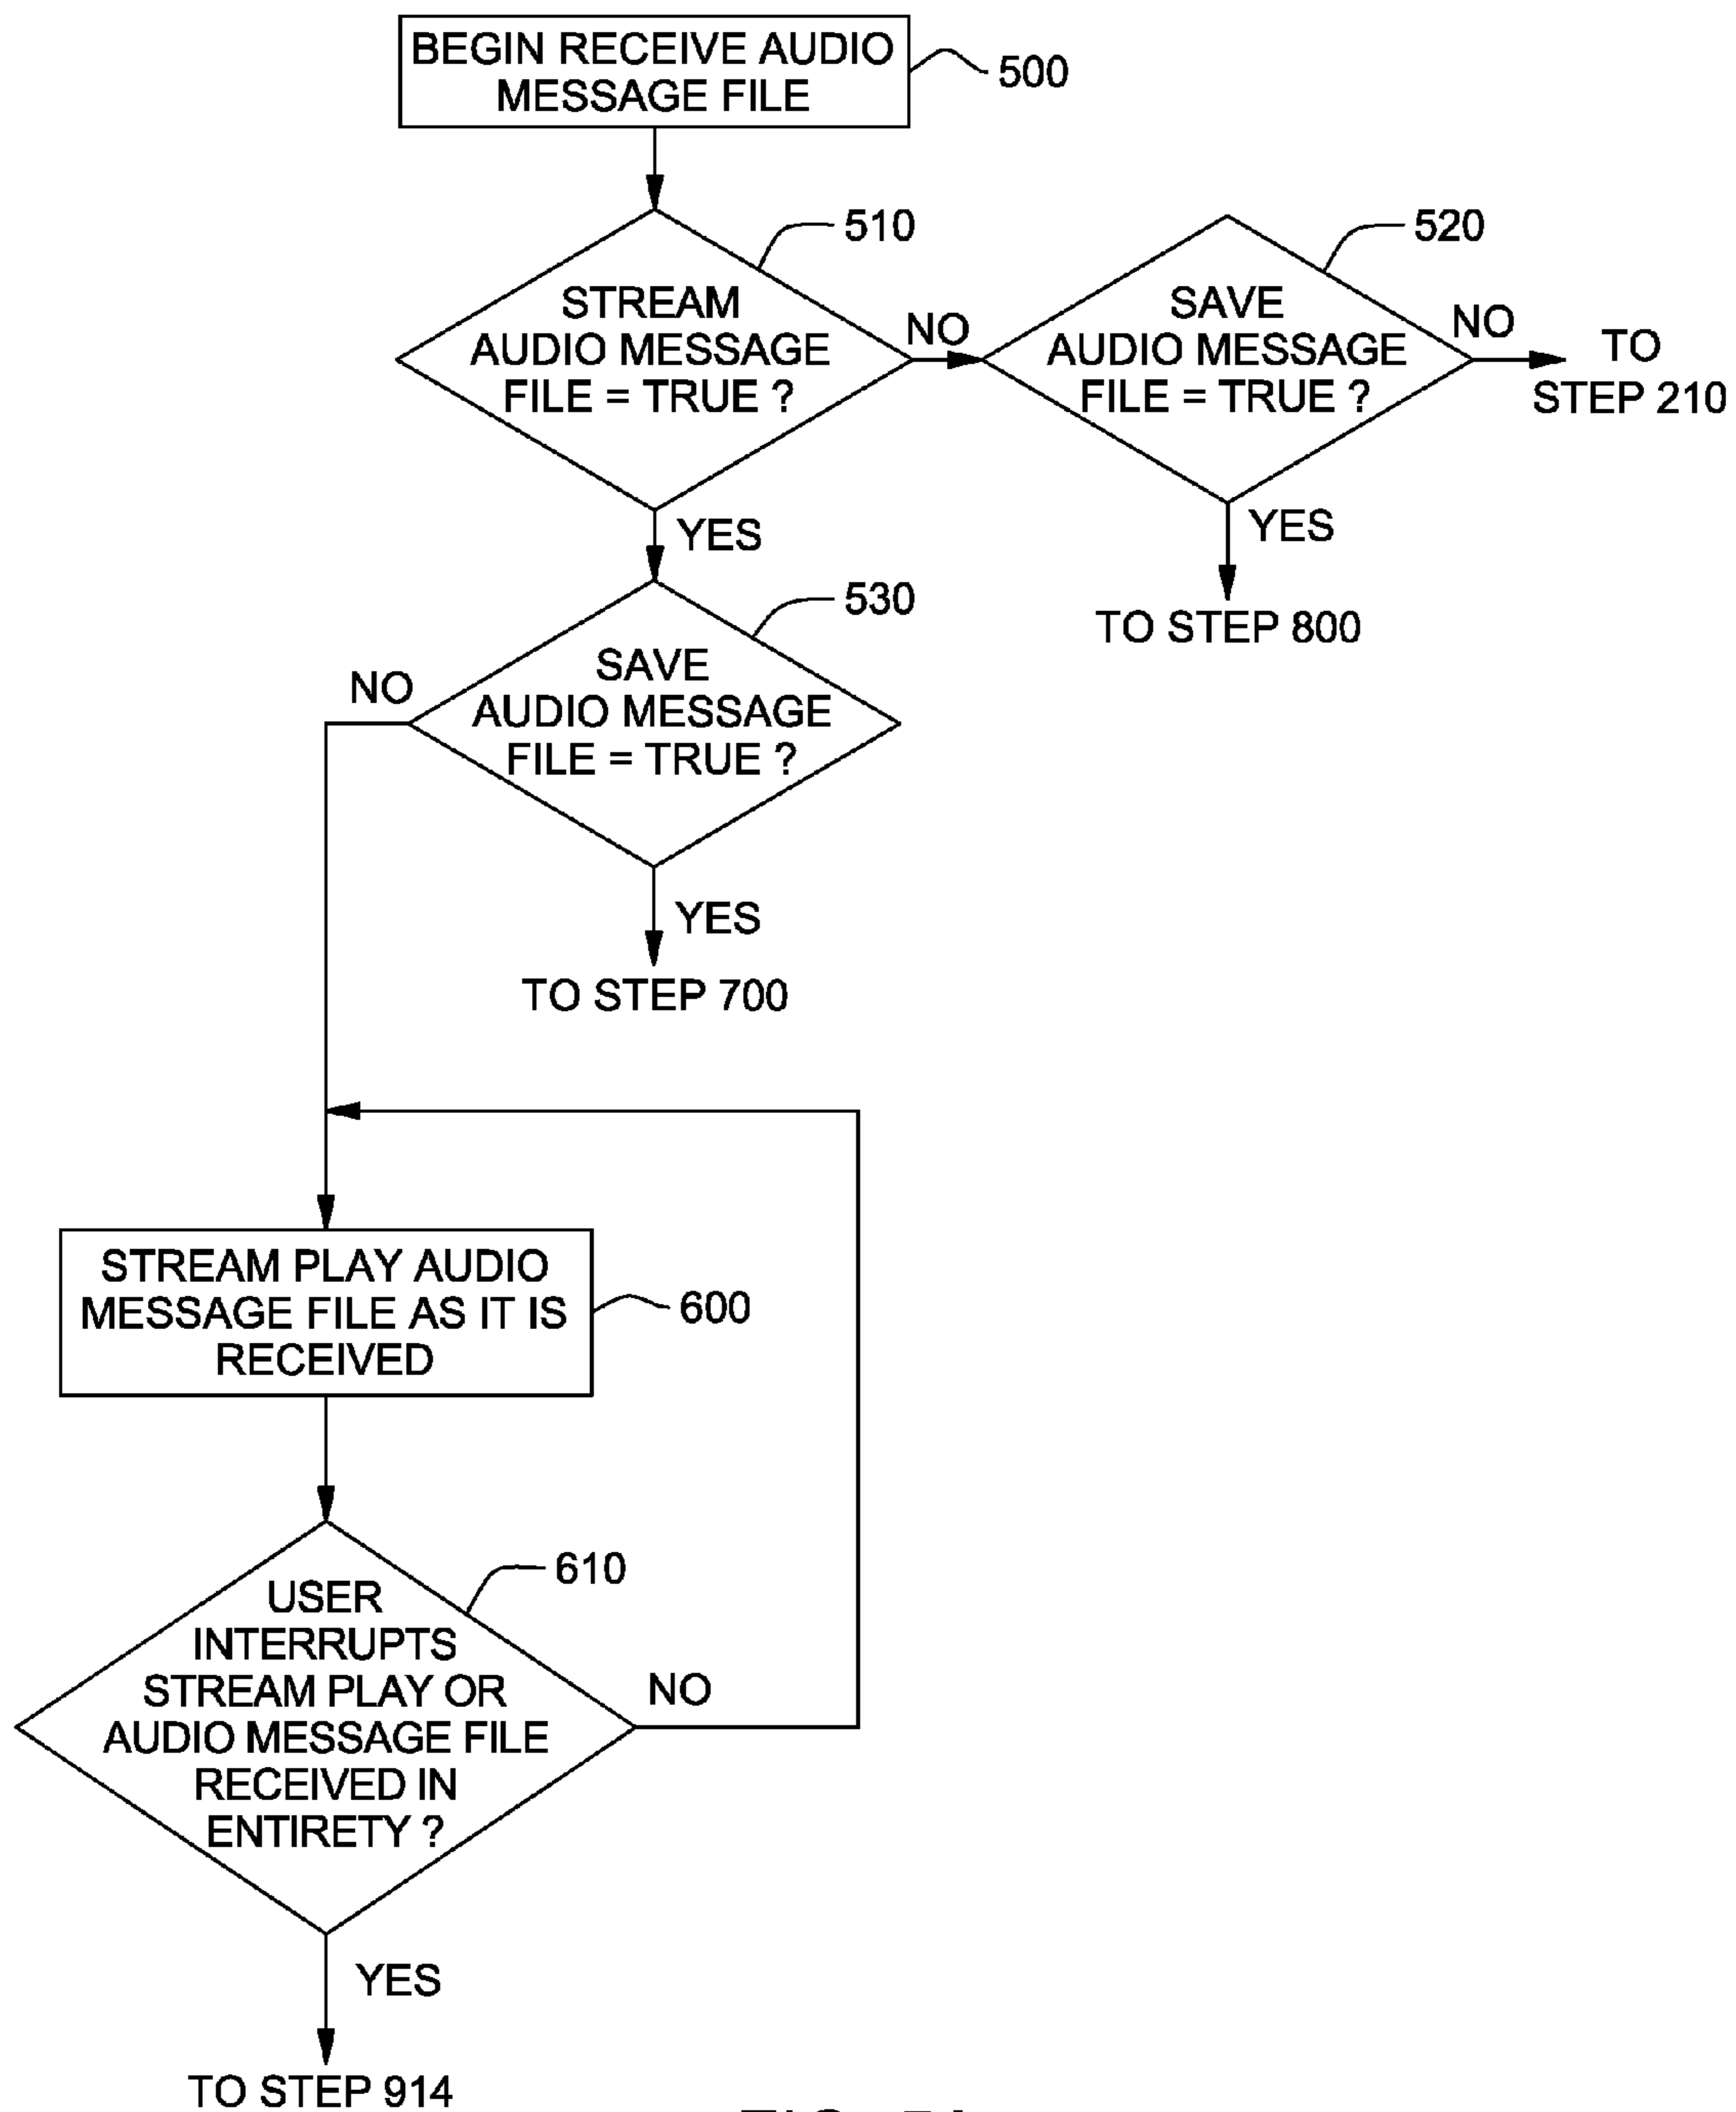 BEGIN RECEIVE AUDIO
MESSAGE FILE
500
510
STREAM
AUDIO MESSAGE
FILE = TRUE ?
NO
520
SAVE
AUDIO MESSAGE
FILE = TRUE ?
NO
TO
STEP 210
YES
TO STEP 800
YES
530
SAVE
AUDIO MESSAGE
FILE = TRUE ?
NO
YES
TO STEP 700
STREAM PLAY AUDIO
MESSAGE FILE AS IT IS
RECEIVED
600
610
USER
INTERRUPTS
STREAM PLAY OR
AUDIO MESSAGE FILE
RECEIVED IN
ENTIRETY ?
NO
YES
TO STEP 914